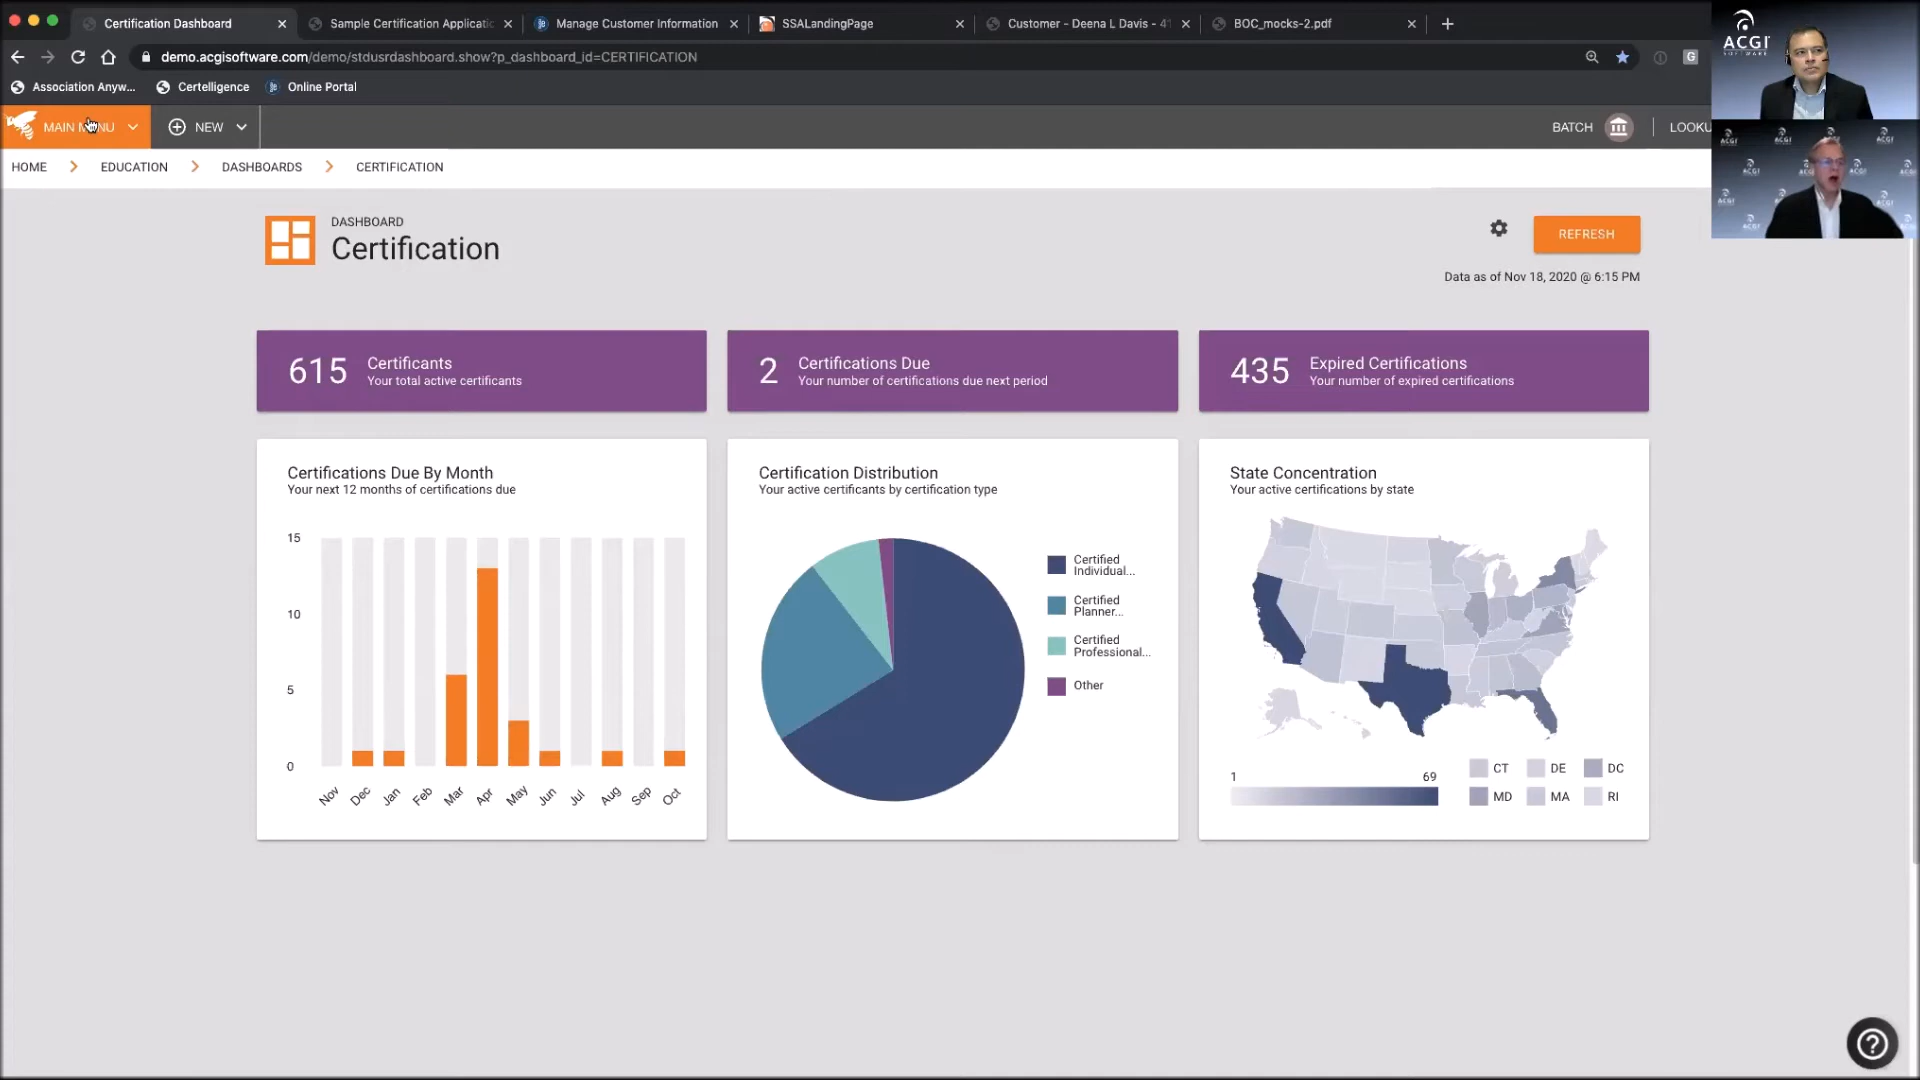 Certification Dashboard
Sample Certification Applicatic
Manage Customer Information
SSALandingPage
Customer - Deena L Davis - 41
BOC_mocks-2.pdf
demo.acgisoftware.com/demo/stdusrdashboard.show?p_dashboard_id=CERTIFICATION
Association Anyw...
Certelligence
Online Portal
MAIN MENU
NEW
BATCH
LOOKU
HOME
EDUCATION
DASHBOARDS
CERTIFICATION
DASHBOARD
Certification
REFRESH
Data as of Nov 18, 2020 @ 6:15 PM
615
Certificants
Your total active certificants
2
Certifications Due
Your number of certifications due next period
435
Expired Certifications
Your number of expired certifications
Certifications Due By Month
Your next 12 months of certifications due
15
10
5
0
Nov
Dec
Jan
Feb
Mar
Apr
May
Jun
Jul
Aug
Sep
Oct
Certification Distribution
Your active certificants by certification type
Certified
Individual...
Certified
Planner...
Certified
Professional...
Other
State Concentration
Your active certifications by state
1
69
CT
DE
DC
MD
MA
RI
ACGI